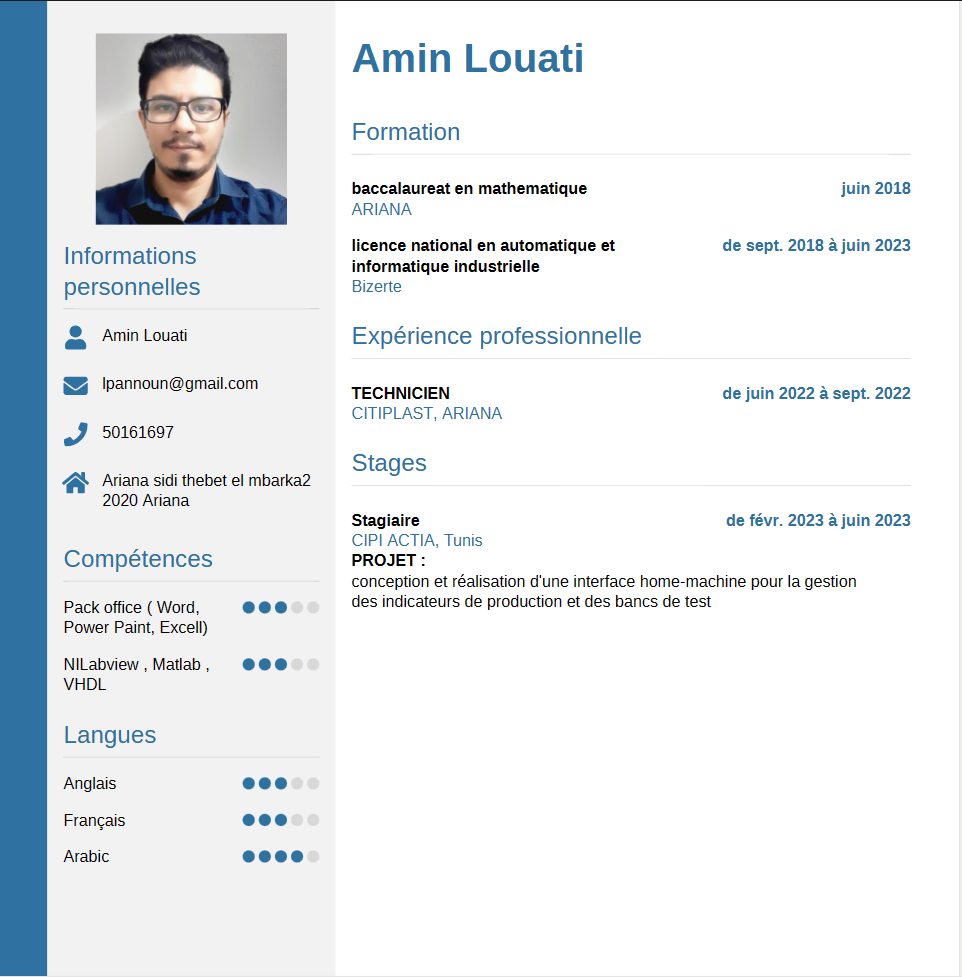 Informations
personnelles
Amin Louati
lpannoun@gmail.com
50161697
Ariana sidi thebet el mbarka2
2020 Ariana
Compétences
Pack office ( Word,
Power Paint, Excell)
NILabview , Matlab ,
VHDL
Langues
Anglais
Français
Arabic
Amin Louati
Formation
baccalaureat en mathematique juin 2018
ARIANA
licence national en automatique et de sept. 2018 à juin 2023
informatique industrielle
Bizerte
Expérience professionnelle
TECHNICIEN de juin 2022 à sept. 2022
CITIPLAST, ARIANA
Stages
Stagiaire de févr. 2023 à juin 2023
CIPI ACTIA, Tunis
PROJET :
conception et réalisation d'une interface home-machine pour la gestion
des indicateurs de production et des bancs de test